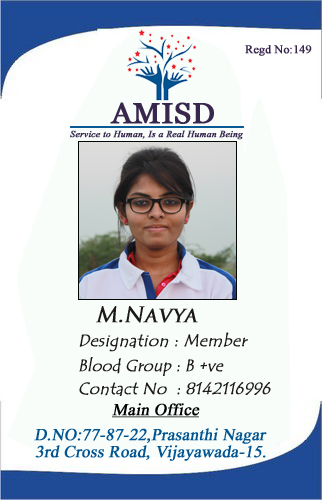 Regd No:149
AMISD
Service to Human, Is a Real Human Being
M.Navya
Designation : Member
Blood Group : B +ve
Contact No : 8142116996
Main Office
D.NO:77-87-22,Prasanthi Nagar
3rd Cross Road, Vijayawada-15.